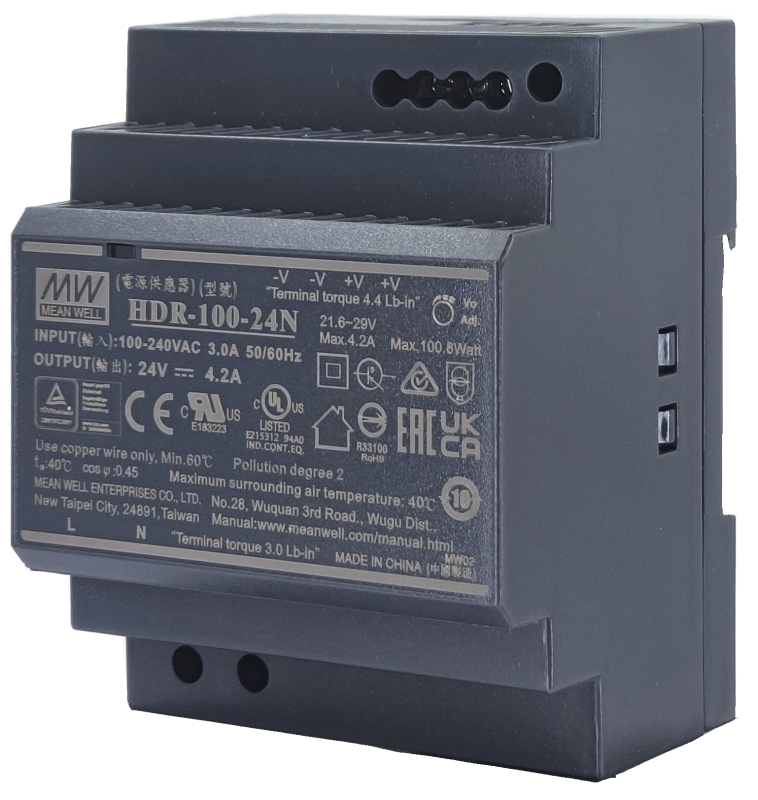 -V -V +V +V
"Terminal torque 4.4 Lb-in"
Vo
Adj.
MW
MEAN WELL
(電源供應器)(型號)
HDR-100-24N
21.6~29V
Max.4.2A Max.100.8Watt
INPUT(輸入):100-240VAC 3.0A 50/60Hz
OUTPUT(輸出): 24V 4.2A
TÜVRheinland
CE
c RU US
E183223
c UL US
LISTED
E215312 94A0
IND.CONT.EQ.
R33100
RoHS
EAC
UK
CA
Use copper wire only, Min.60℃ Pollution degree 2
ta:40℃ cos φ:0.45 Maximum surrounding air temperature: 40℃
10
MEAN WELL ENTERPRISES CO., LTD. No.28, Wuquan 3rd Road., Wugu Dist.,
New Taipei City, 24891,Taiwan Manual:www.meanwell.com/manual.html
L N "Terminal torque 3.0 Lb-in" MADE IN CHINA (中國製造)
MW02